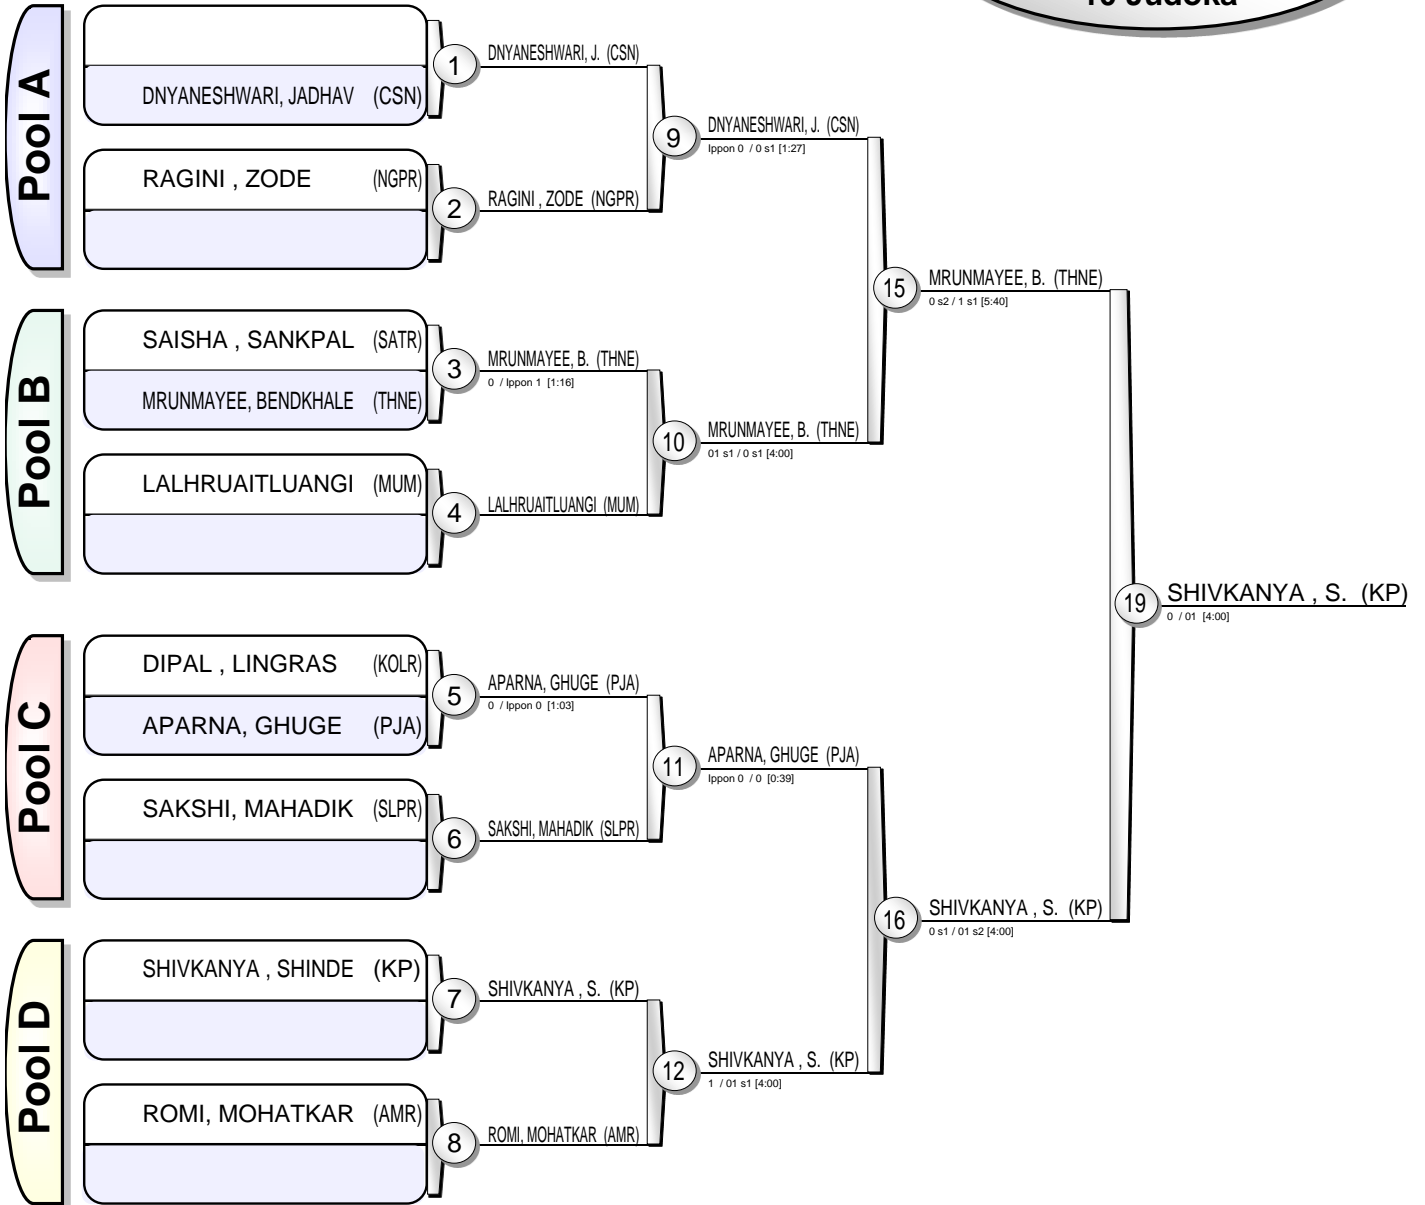 10 Judoka
Pool A
DNYANESHWARI, JADHAV (CSN)
RAGINI , ZODE (NGPR)
1
DNYANESHWARI, J. (CSN)
2
RAGINI , ZODE (NGPR)
9
DNYANESHWARI, J. (CSN)
Ippon 0 / 0 s1 [1:27]
Pool B
SAISHA , SANKPAL (SATR)
MRUNMAYEE, BENDKHALE (THNE)
LALHRUAITLUANGI (MUM)
3
MRUNMAYEE, B. (THNE)
0 / Ippon 1 [1:16]
4
LALHRUAITLUANGI (MUM)
10
MRUNMAYEE, B. (THNE)
01 s1 / 0 s1 [4:00]
15
MRUNMAYEE, B. (THNE)
0 s2 / 1 s1 [5:40]
Pool C
DIPAL , LINGRAS (KOLR)
APARNA, GHUGE (PJA)
SAKSHI, MAHADIK (SLPR)
5
APARNA, GHUGE (PJA)
0 / Ippon 0 [1:03]
6
SAKSHI, MAHADIK (SLPR)
11
APARNA, GHUGE (PJA)
Ippon 0 / 0 [0:39]
Pool D
SHIVKANYA , SHINDE (KP)
ROMI, MOHATKAR (AMR)
7
SHIVKANYA , S. (KP)
8
ROMI, MOHATKAR (AMR)
12
SHIVKANYA , S. (KP)
1 / 01 s1 [4:00]
16
SHIVKANYA , S. (KP)
0 s1 / 01 s2 [4:00]
19
SHIVKANYA , S. (KP)
0 / 01 [4:00]